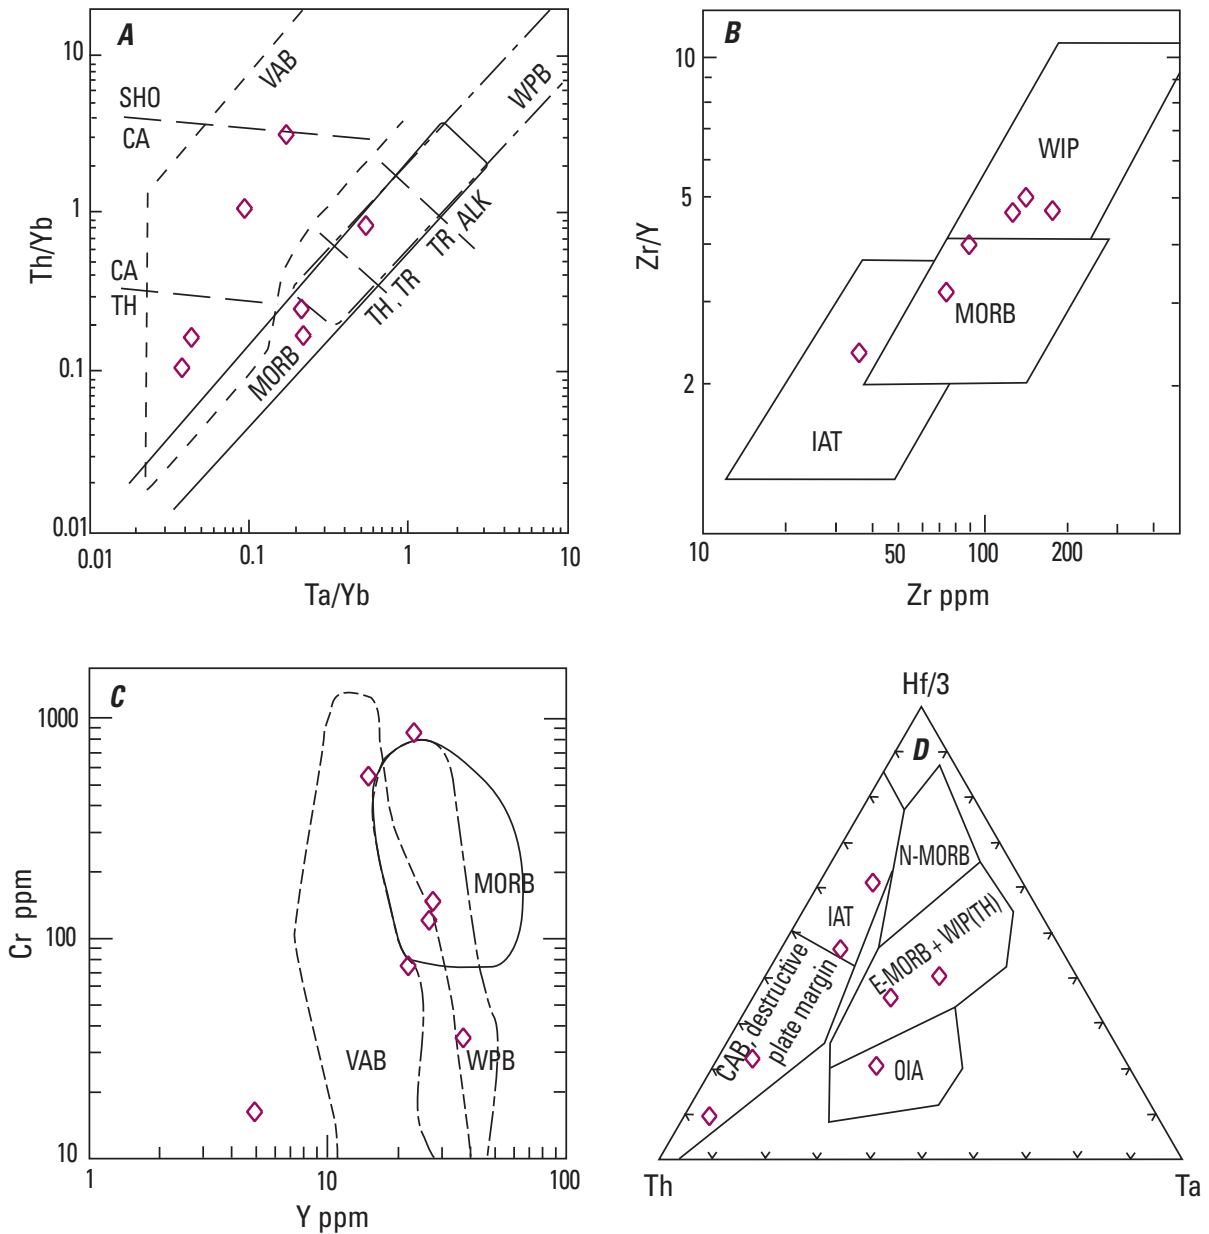 A
10
1
0.1
0.01
0.01
0.1
1
10
Th/Yb
Ta/Yb
SHO
CA
CA
TH
VAB
WPB
MORB
TH TR
TR ALK
B
10
5
2
10
50
100
200
Zr/Y
Zr ppm
WIP
MORB
IAT
C
1000
100
10
1
10
100
Cr ppm
Y ppm
MORB
VAB
WPB
Hf/3
D
N-MORB
IAT
E-MORB + WIP(TH)
CAB, destructive
plate margin
OIA
Th
Ta